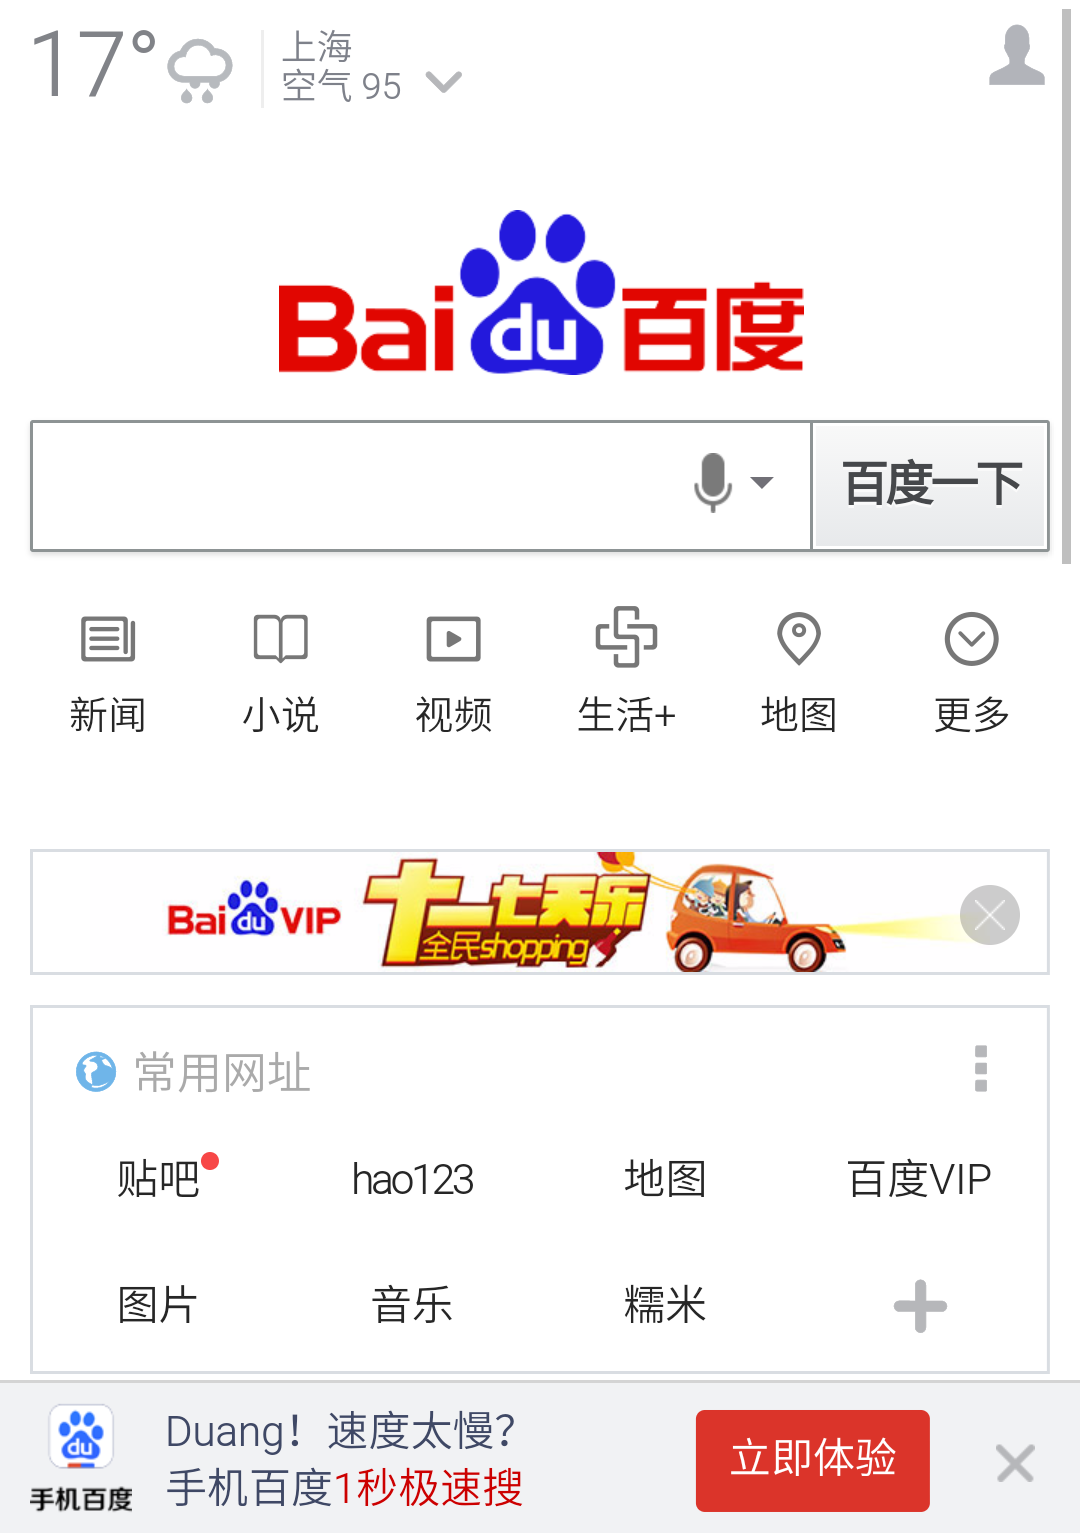 17°
上海
空气 95
Bai du 百度
百度一下
新闻 小说 视频 生活+ 地图 更多
Bai du VIP 十一七天乐
全民shopping
常用网址
贴吧 hao123 地图 百度VIP
图片 音乐 糯米
du
手机百度
Duang！速度太慢？
手机百度1秒极速搜
立即体验